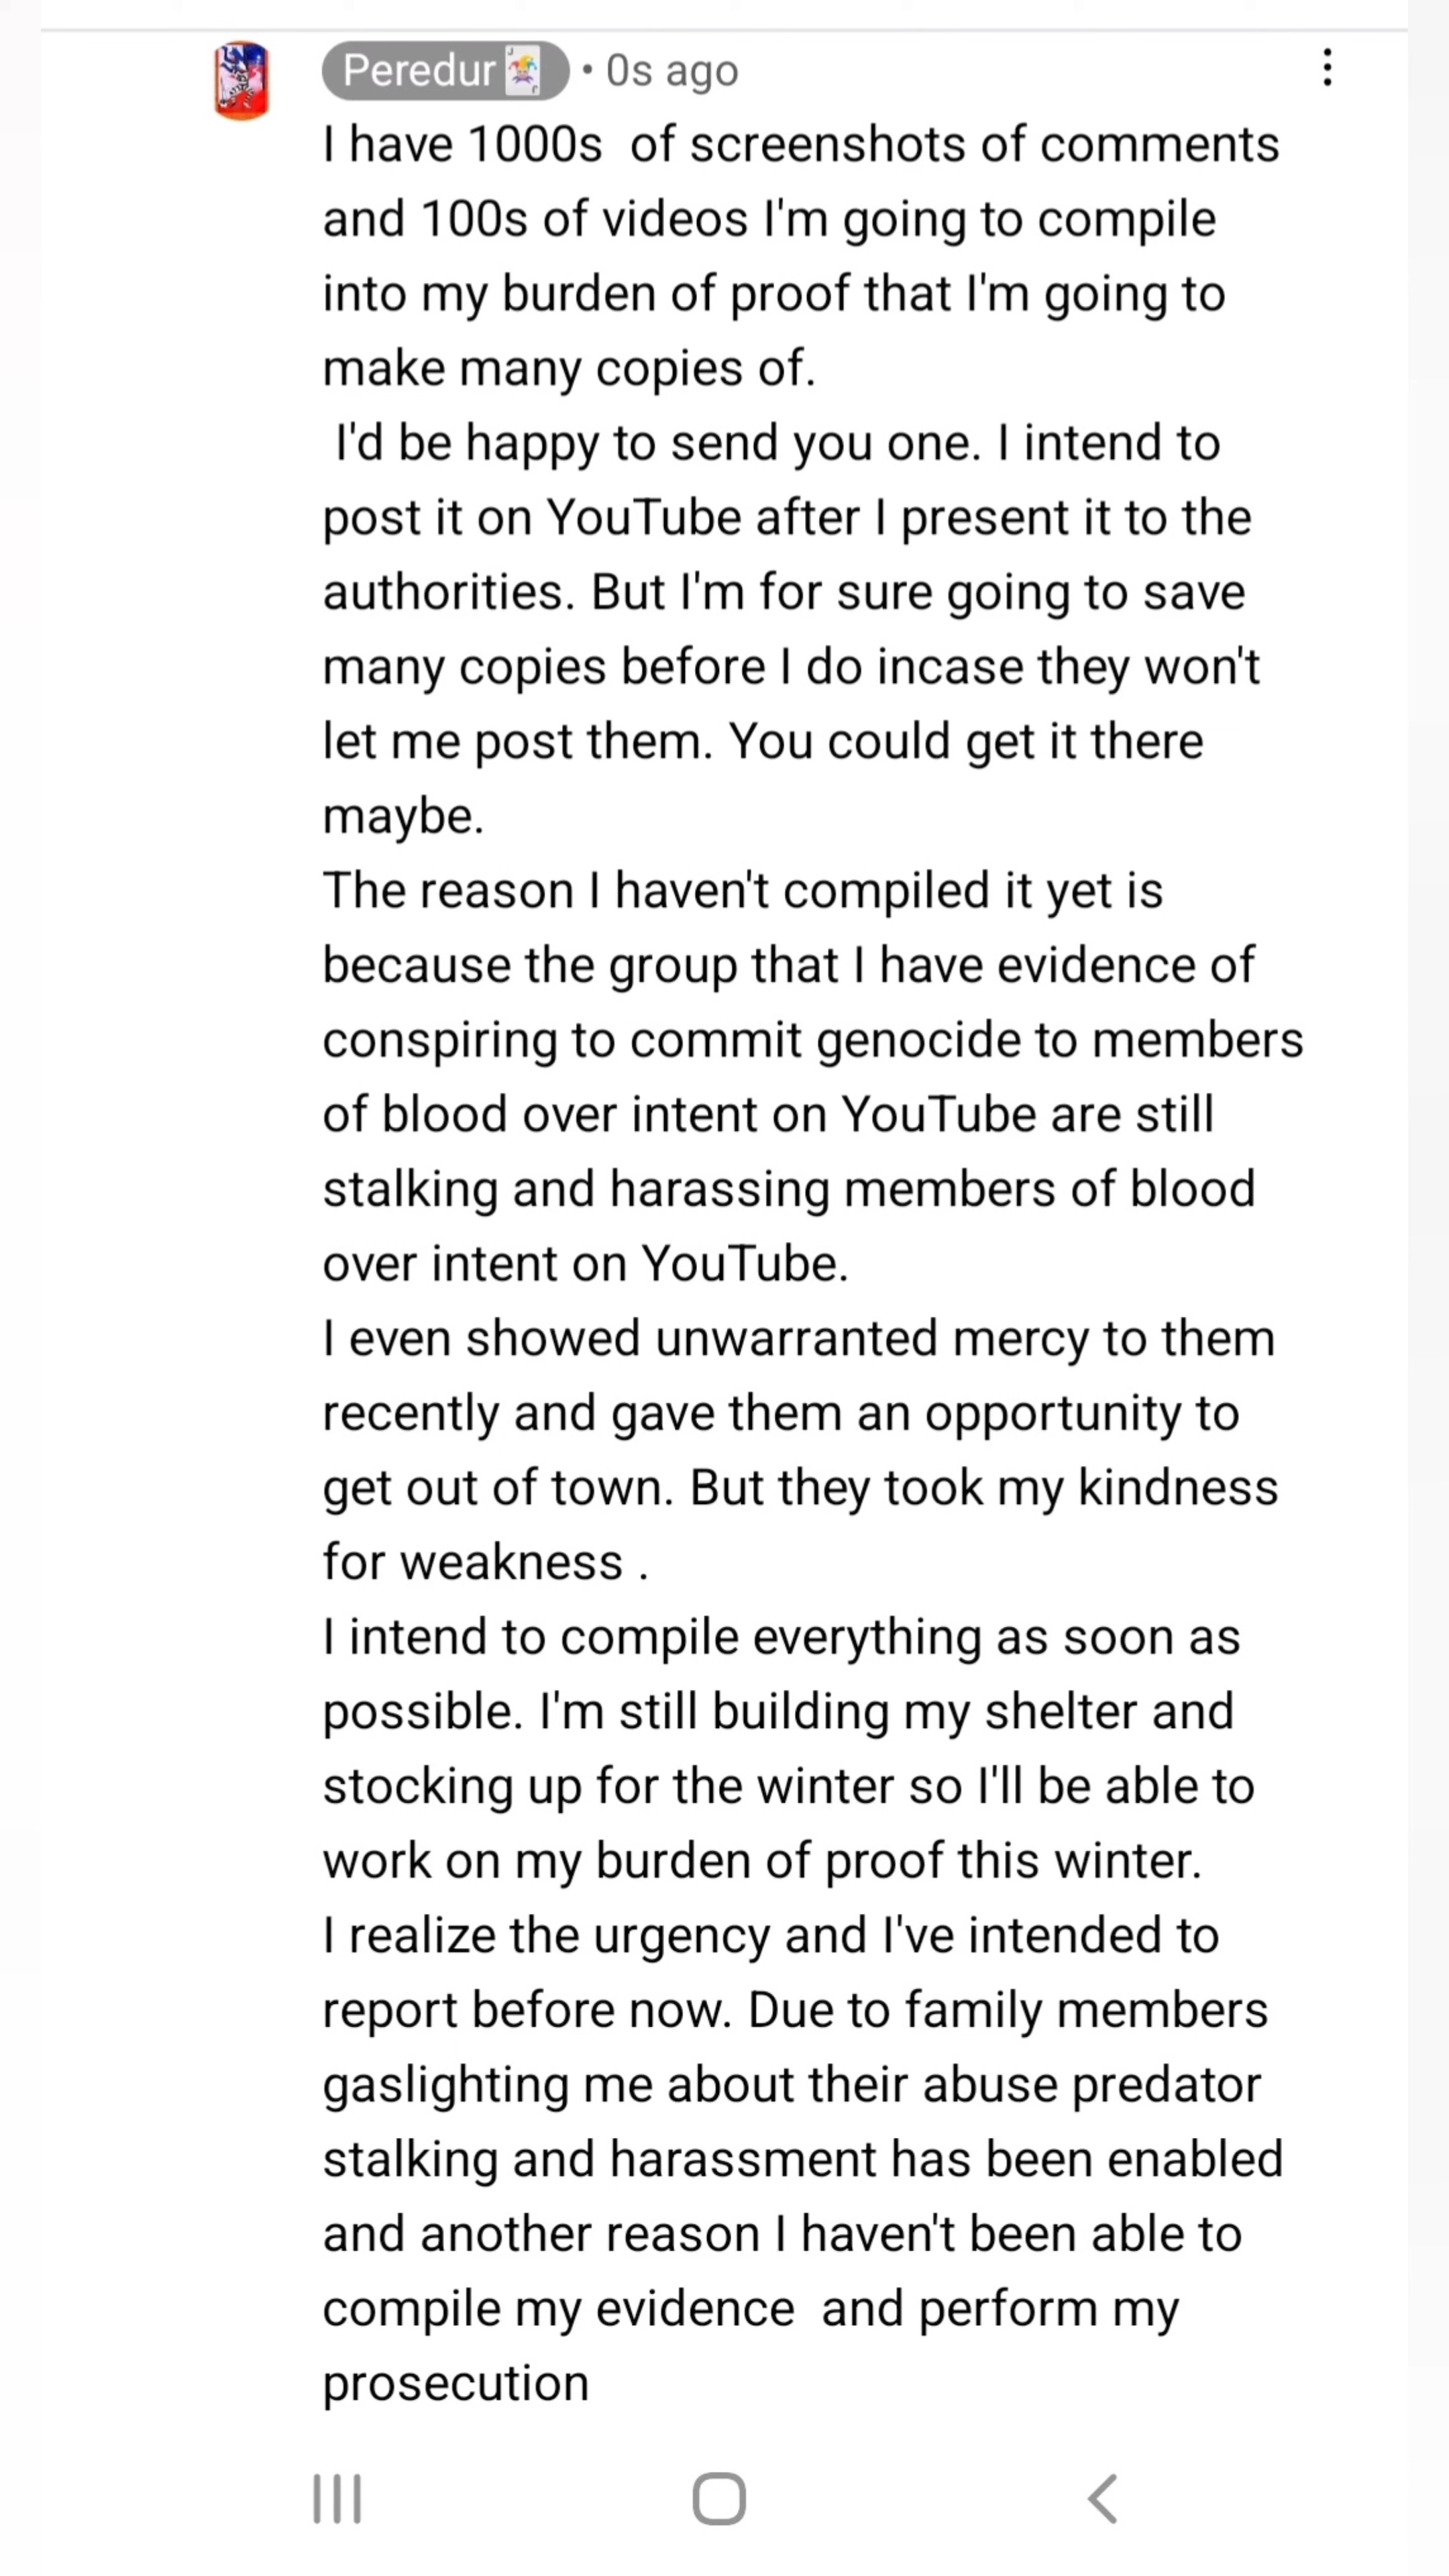 Peredur🃏 • 0s ago
I have 1000s  of screenshots of comments
and 100s of videos I'm going to compile
into my burden of proof that I'm going to
make many copies of.
I'd be happy to send you one. I intend to
post it on YouTube after I present it to the
authorities. But I'm for sure going to save
many copies before I do incase they won't
let me post them. You could get it there
maybe.
The reason I haven't compiled it yet is
because the group that I have evidence of
conspiring to commit genocide to members
of blood over intent on YouTube are still
stalking and harassing members of blood
over intent on YouTube.
I even showed unwarranted mercy to them
recently and gave them an opportunity to
get out of town. But they took my kindness
for weakness .
I intend to compile everything as soon as
possible. I'm still building my shelter and
stocking up for the winter so I'll be able to
work on my burden of proof this winter.
I realize the urgency and I've intended to
report before now. Due to family members
gaslighting me about their abuse predator
stalking and harassment has been enabled
and another reason I haven't been able to
compile my evidence  and perform my
prosecution